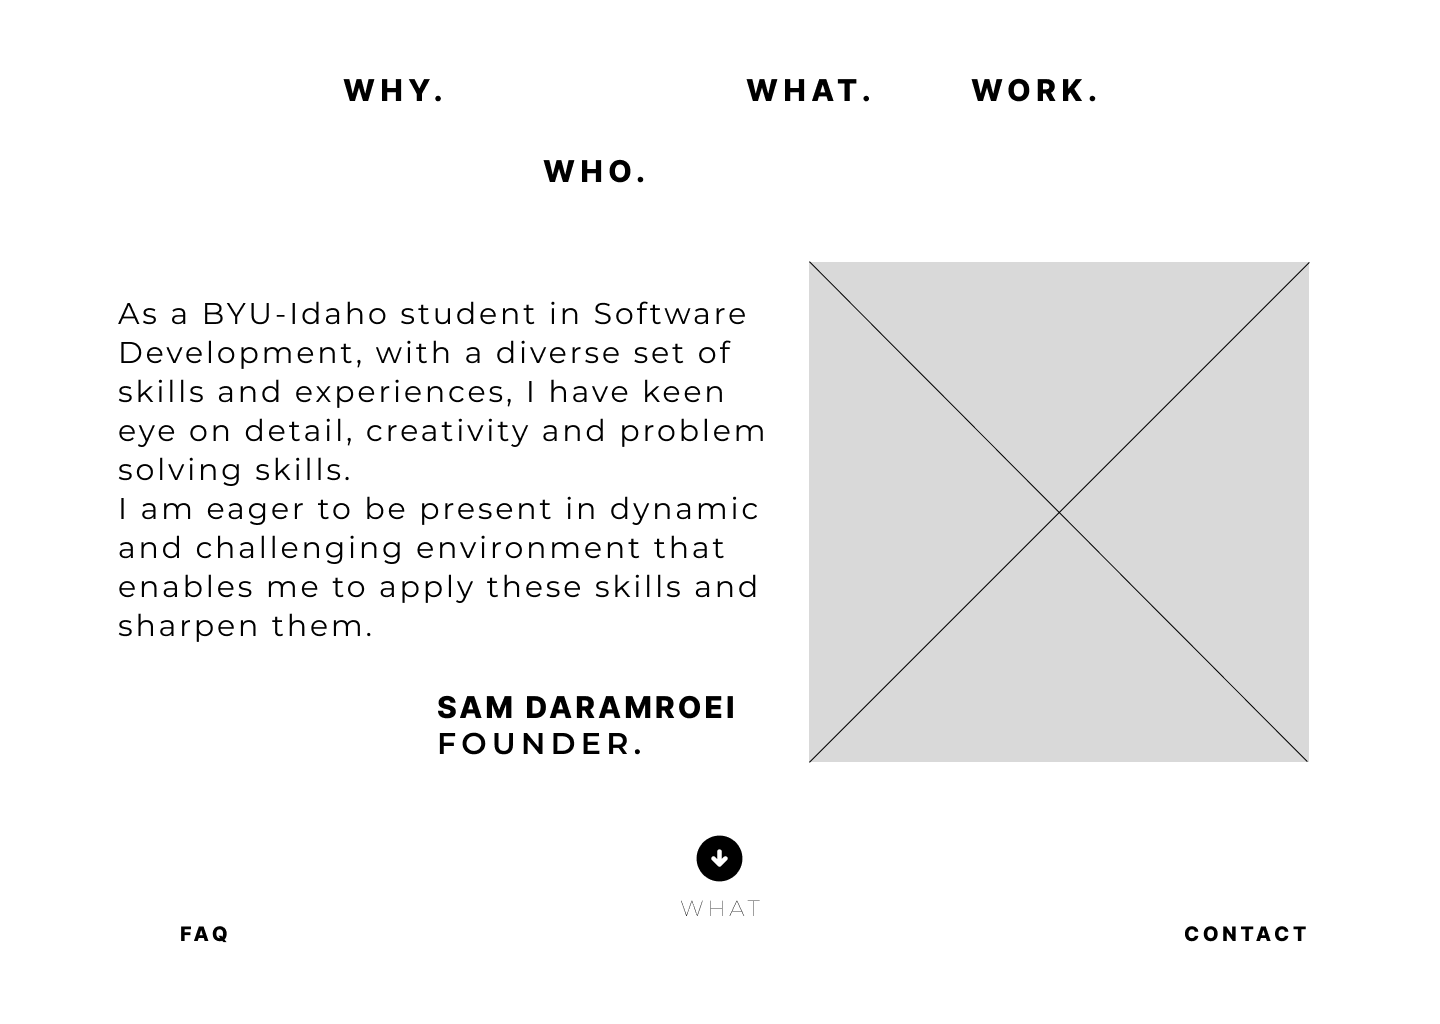 WHY.
WHAT.
WORK.
WHO.
As a BYU-Idaho student in Software
Development, with a diverse set of
skills and experiences, I have keen
eye on detail, creativity and problem
solving skills.
I am eager to be present in dynamic
and challenging environment that
enables me to apply these skills and
sharpen them.
SAM DARAMROEI
FOUNDER.
WHAT
FAQ
CONTACT